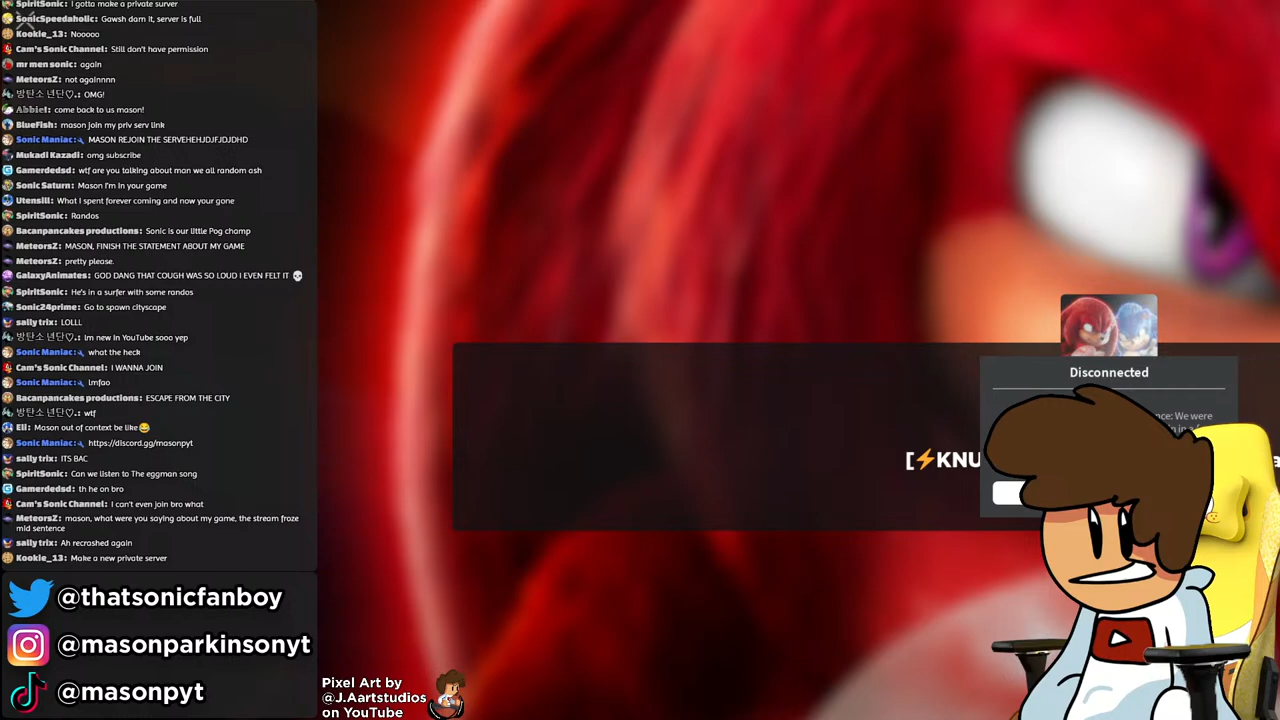 SpiritSonic: I gotta make a private surver
SonicSpeedaholic: Gawsh dam it, server is full
Kookie_13: Nooooo
Cam's Sonic Channel: Still don't have permission
mr men sonic: again
MeteorsZ: not againnnn
방탄소 년단♡.: OMG!
Abbie!: come back to us mason!
BlueFish: mason join my priv serv link
Sonic Maniac: MASON REJOIN THE SERVEHEHJDJFJDJDHD
Mukadi Kazadi: omg subscribe
Gamerdedsd: wtf are you talking about man we all random ash
Sonic Saturn: Mason I'm in your game
Utensill: What I spent forever coming and now your gone
SpiritSonic: Randos
Bacanpancakes productions: Sonic is our little Pog champ
MeteorsZ: MASON, FINISH THE STATEMENT ABOUT MY GAME
MeteorsZ: pretty please.
GalaxyAnimates: GOD DANG THAT COUGH WAS SO LOUD I EVEN FELT IT 💀
SpiritSonic: He's in a surfer with some randos
Sonic24prime: Go to spawn cityscape
sally trix: LOLLL
방탄소 년단♡.: Im new in YouTube sooo yep
Sonic Maniac: what the heck
Cam's Sonic Channel: I WANNA JOIN
Sonic Maniac: lmfao
Bacanpancakes productions: ESCAPE FROM THE CITY
방탄소 년단♡.: wtf
Eli: Mason out of context be like😂
Sonic Maniac: https://discord.gg/masonpyt
sally trix: ITS BAC
SpiritSonic: Can we listen to The eggman song
Gamerdedsd: th he on bro
Cam's Sonic Channel: I can't even join bro what
MeteorsZ: mason, what were you saying about my game, the stream froze
mid sentence
sally trix: Ah recrashed again
Kookie_13: Make a new private server
@thatsonicfanboy
@masonparkinsonyt
@masonpyt
Pixel Art by
@J.Aartstudios
on YouTube
Disconnected
nce: We were
[⚡KNU